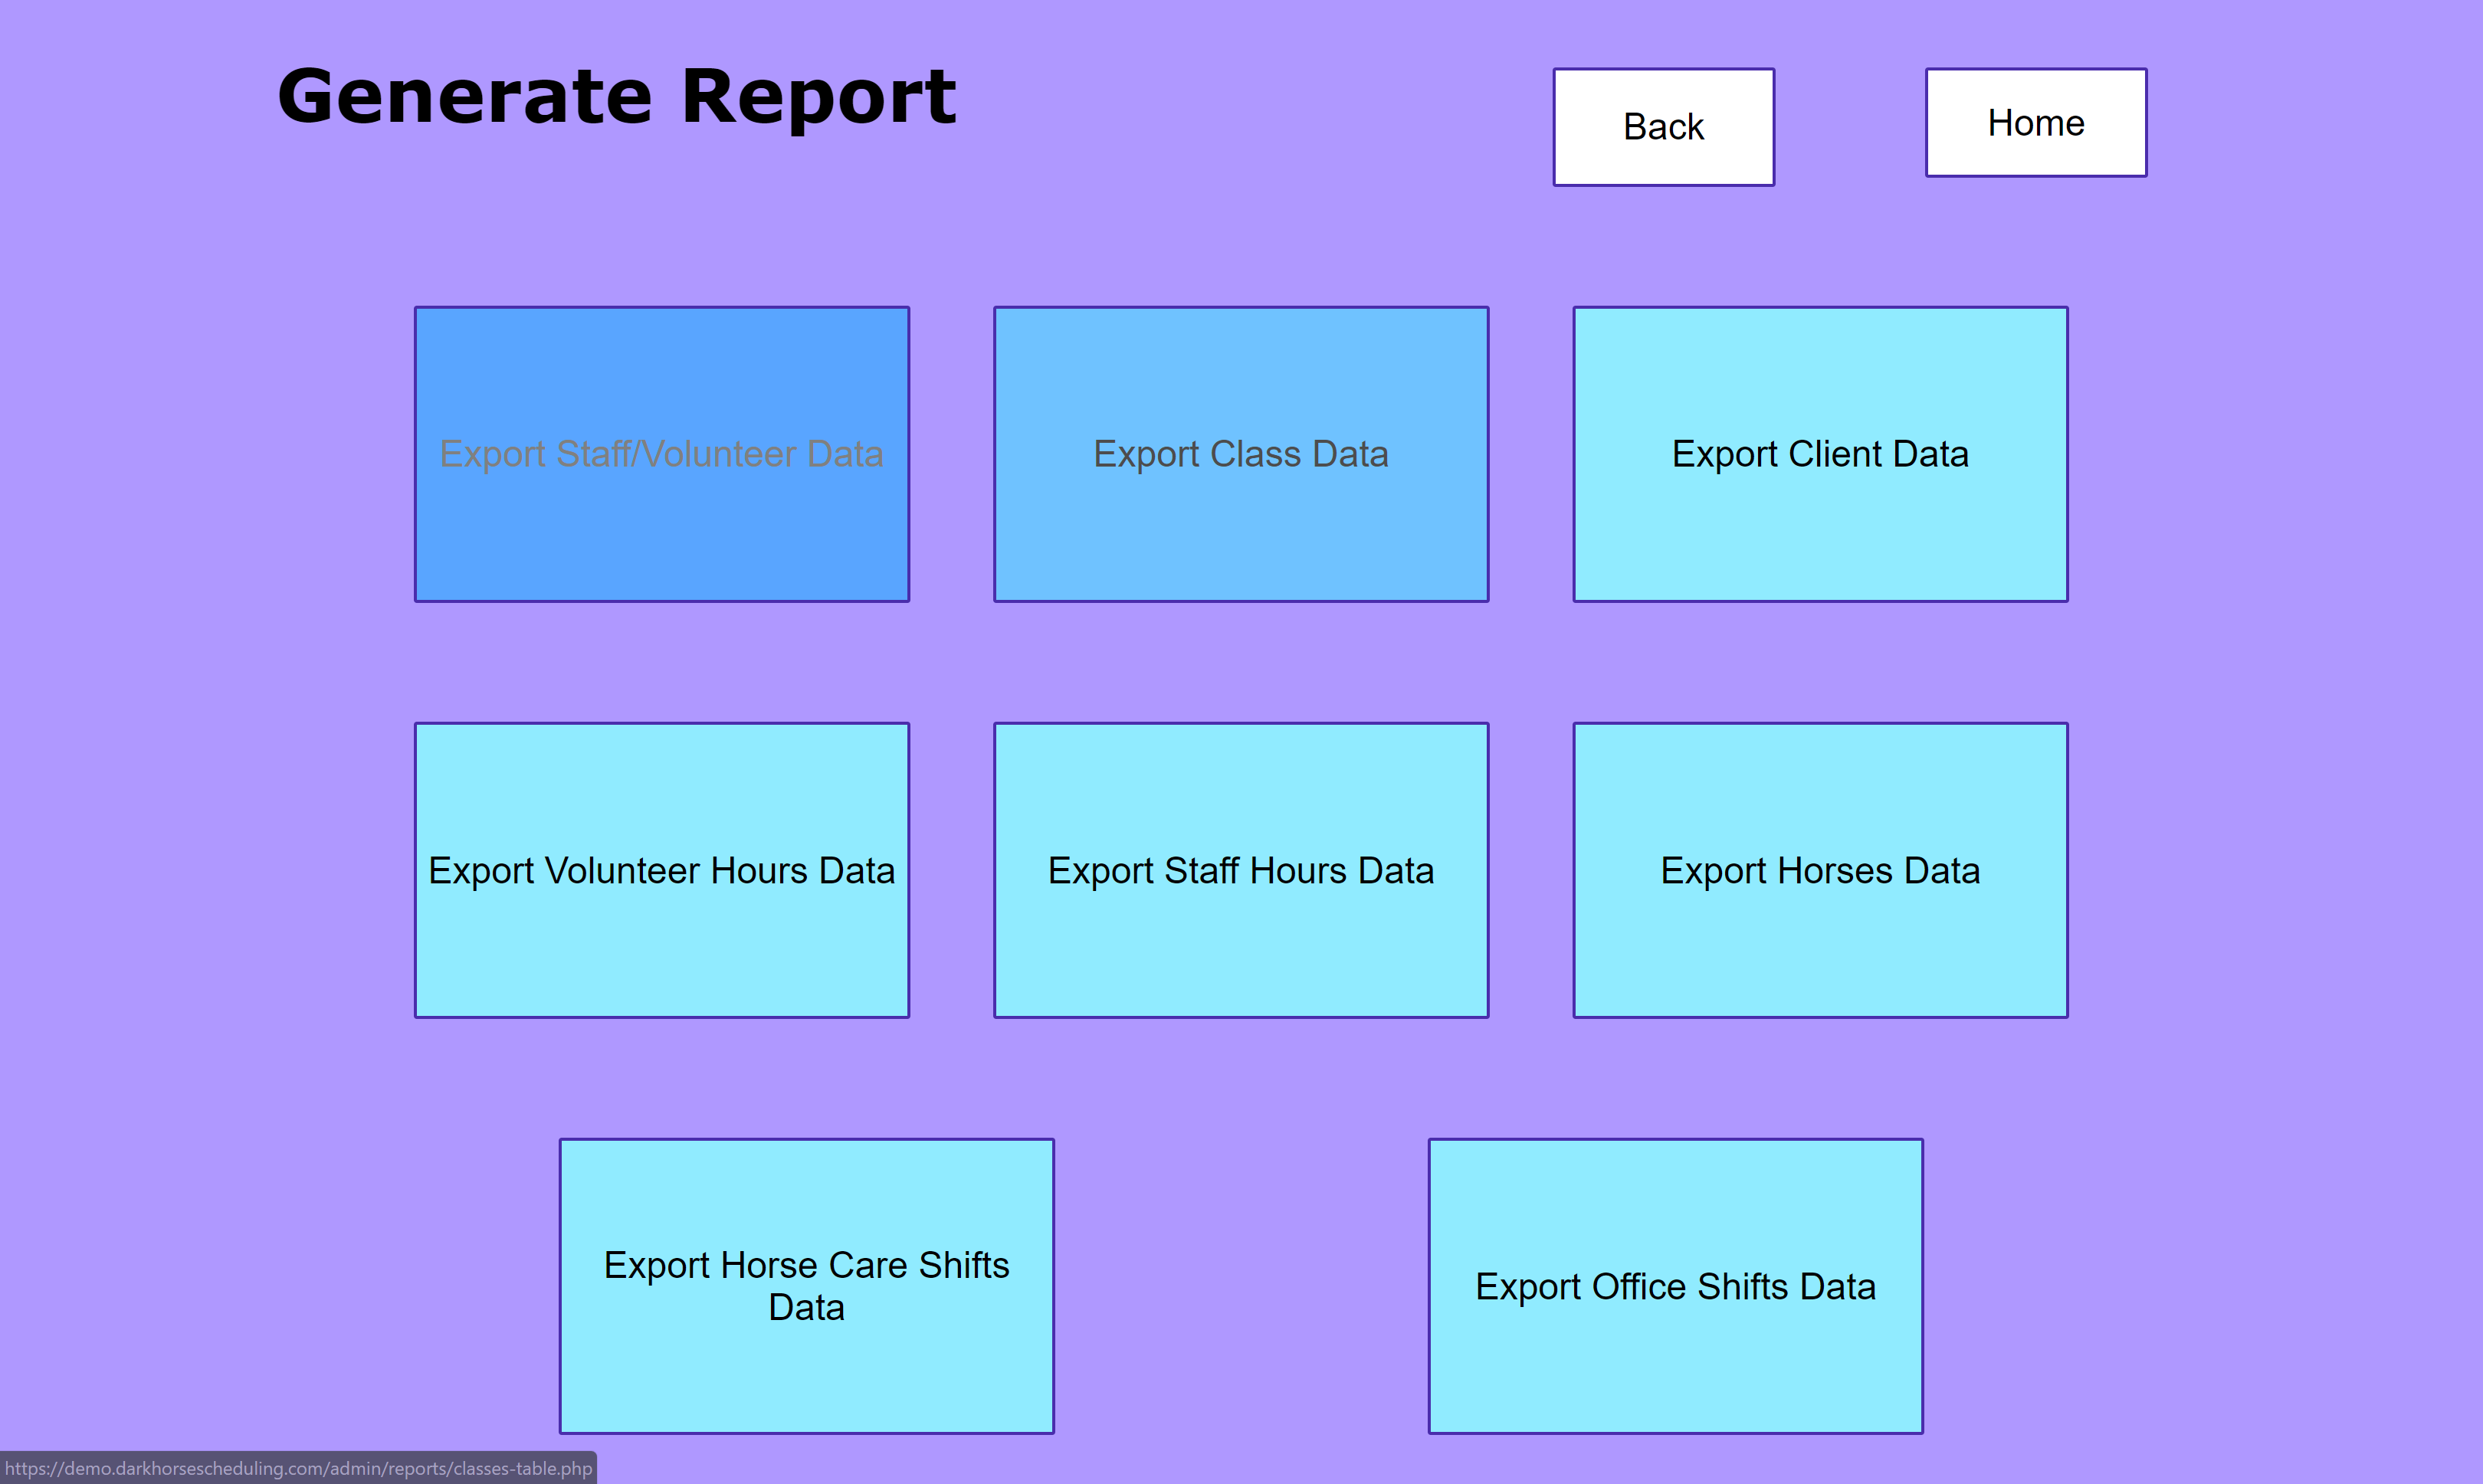 Generate Report
Back
Home
Export Staff/Volunteer Data
Export Class Data
Export Client Data
Export Volunteer Hours Data
Export Staff Hours Data
Export Horses Data
Export Horse Care Shifts
Data
Export Office Shifts Data
https://demo.darkhorsescheduling.com/admin/reports/classes-table.php